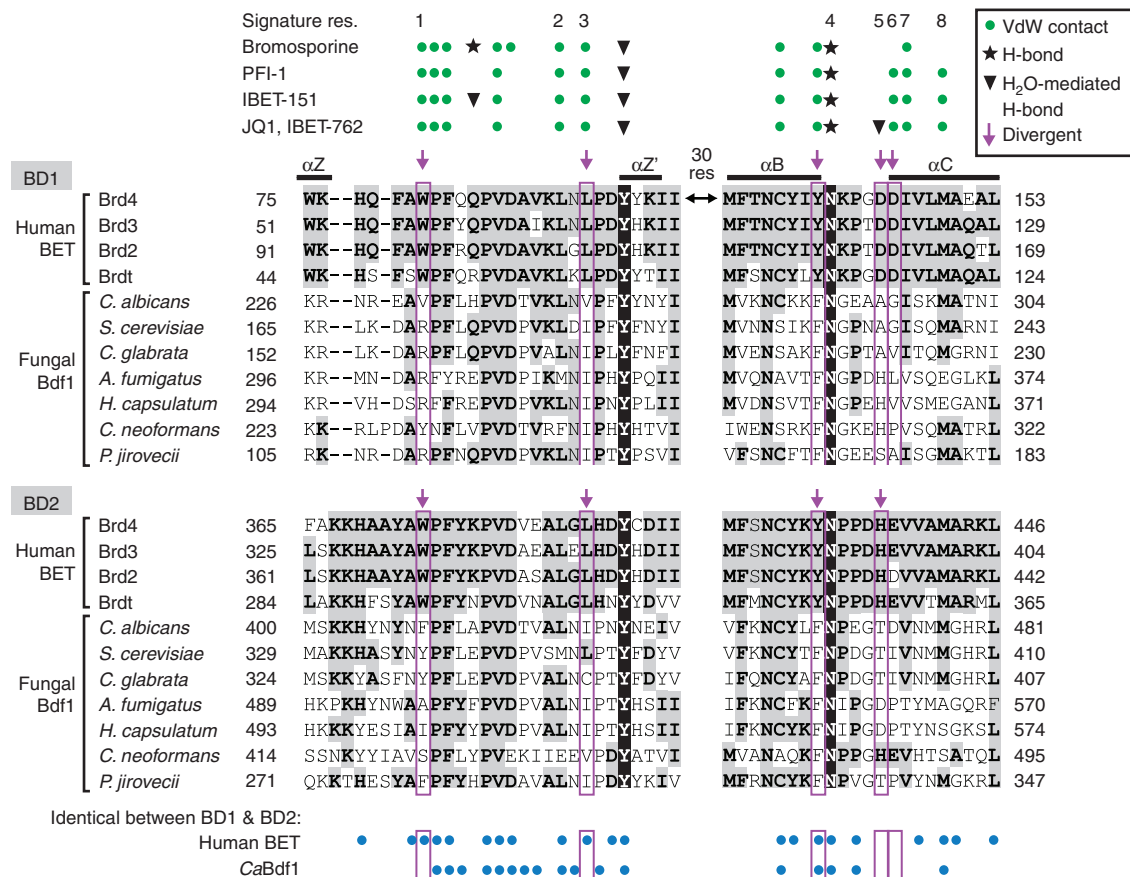 Signature res. 1 2 3 4 5 6 7 8
Bromosporine
PFI-1
IBET-151
JQ1, IBET-762
VdW contact
H-bond
H2O-mediated
H-bond
Divergent
αZ αZ' 30 res αB αC
BD1
Human BET
Brd4 75 WK--HQ-FAWPFQQPVDAVKLNLPDYYKII MFTNCYIYNKPGDDIVLMAEAL 153
Brd3 51 WK--HQ-FAWPFQQPVDAIKLNLPDYHKII MFTNCYIYNKPTDDIVLMAQAL 129
Brd2 91 WK--HQ-FAWPFRQPVDAVKLGLPDYHKII MFTNCYIYNKPTDDIVLMAQTL 169
Brdt 44 WK--HS-FSWPFQRPVDAVKLKLPDYYTII MFSNCYLYNKPGDDIVLMAQAL 124
Fungal Bdf1
C. albicans 226 KR--NR-EAVPFLHPVDTVKLNVPFYYNYI MVKNCKKFNGEAAGISKMATNI 304
S. cerevisiae 165 KR--LK-DARPFLQPVDPVKLDIPFYFNYI MVNNSIKFNGPNAGISQMARNI 243
C. glabrata 152 KR--LK-DARPFLQPVDPVALNIPLYFNFI MVENSAKFNGPTAVITQMGRNI 230
A. fumigatus 296 KR--MN-DARFYREPVDPIKMNIPHYPQII MVQNAVTFNGPDHLVSQEGLKL 374
H. capsulatum 294 KR--VH-DSRFFREPVDPVKLNIPNYPLII MVDNSVTFNGPEHVVSMEGANL 371
C. neoformans 223 KK--RLPDAYNFLVPVDTVRFNIPHYHTVI IWENSRKFNGKEHPVSQMATRL 322
P. jirovecii 105 RN--RD-DARPFNQPVDPVKLNIPTYPSVI VFSNCFTFNGEESAISGMAKTL 183
BD2
Human BET
Brd4 365 FAKKHAAYAWPFYKPVDVEALGLHDYCDII MFSNCYKYNPPDHEVVAMARKL 446
Brd3 325 LSKKHAAYAWPFYKPVDAEALELHDYHDII MFSNCYKYNPPDHEVVAMARKL 404
Brd2 361 LSKKHAAYAWPFYKPVDASALGLHDYHDII MFSNCYKYNPPDHDVVAMARKL 442
Brdt 284 LAKKHFSYAWPFYNPVDVNALGLHNYYDVV MFMNCYKYNPPDHEVVTMARML 365
Fungal Bdf1
C. albicans 400 MSKKHYNYNFPFLAPVDTVALNIPNYNEIV VFKNCYLFNPEGTDVNMMGHRL 481
S. cerevisiae 329 MAKKHASYNYPFLEPVDPVSMNLPTYFDYV VFKNCYTFNPDGTIVNMMGHRL 410
C. glabrata 324 MSKKYASFNYPFLEPVDPVALNCPTYFDYV IFQNCYAFNPDGTIVNMMGHRL 407
A. fumigatus 489 HKPKHYNWAAPFYFPVDPVALNIPTYHSII IFKNCFKFNIPGDPTYMAGQRF 570
H. capsulatum 493 HKKKYESIAIPFYLPVDPVALNIPTYHSII ISKNCYKFNIPGDPTYNSGKSL 574
C. neoformans 414 SSNKYYIAVSPFLYPVEKIIEEVPDYATVI MVANAQKFNPPGHEVHTSATQL 495
P. jirovecii 271 QKKTHESYAFPFYHPVDAVALNIPTYYKIV MFRNCYKFNPVGTPVYNMGKRL 347
Identical between BD1 & BD2:
Human BET
CaBdf1